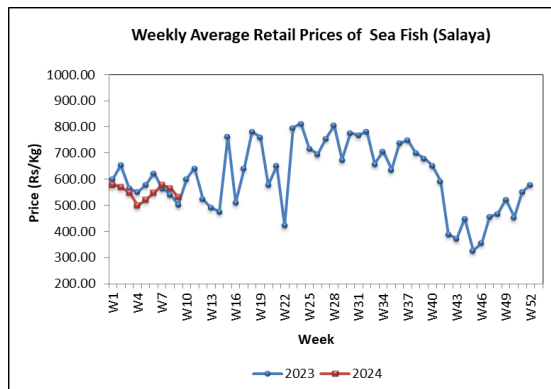 Weekly Average Retail Prices of Sea Fish (Salaya)
1000.00
900.00
800.00
700.00
600.00
500.00
400.00
300.00
200.00
Price (Rs/Kg)
W1
W4
W7
W10
W13
W16
W19
W22
W25
W28
W31
W34
W37
W40
W43
W46
W49
W52
Week
2023
2024